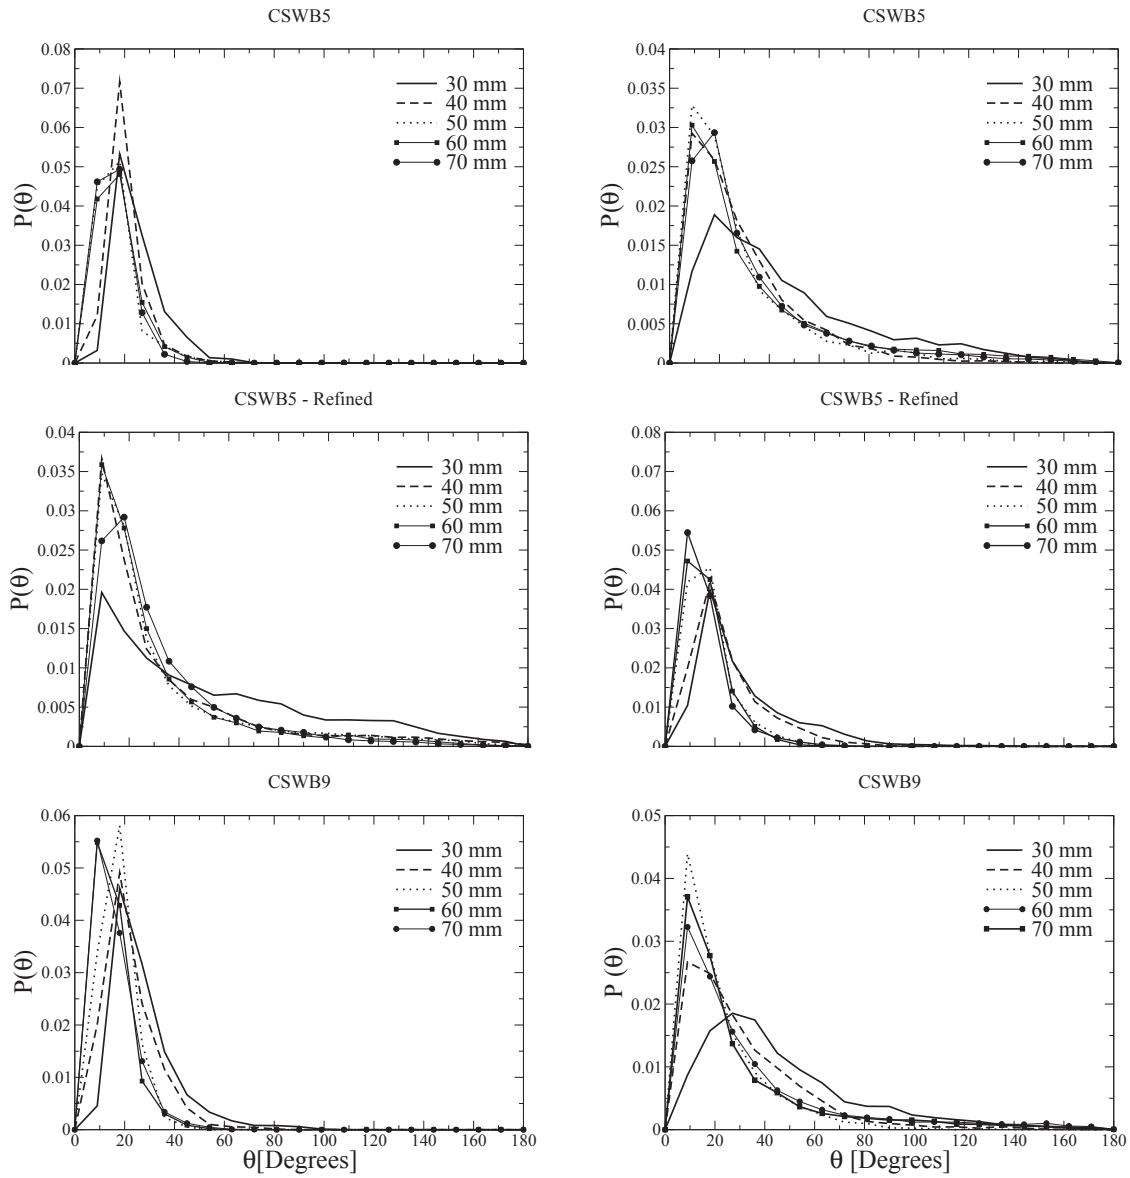 CSWB5
0.08
0.07
0.06
0.05
0.04
0.03
0.02
0.01
0
P(θ)
30 mm
40 mm
50 mm
60 mm
70 mm
CSWB5
0.04
0.035
0.03
0.025
0.02
0.015
0.01
0.005
0
P(θ)
30 mm
40 mm
50 mm
60 mm
70 mm
CSWB5 - Refined
0.04
0.035
0.03
0.025
0.02
0.015
0.01
0.005
0
P(θ)
30 mm
40 mm
50 mm
60 mm
70 mm
CSWB5 - Refined
0.08
0.07
0.06
0.05
0.04
0.03
0.02
0.01
0
P(θ)
30 mm
40 mm
50 mm
60 mm
70 mm
CSWB9
0.06
0.05
0.04
0.03
0.02
0.01
0
P(θ)
30 mm
40 mm
50 mm
60 mm
70 mm
0 20 40 60 80 100 120 140 160 180
θ[Degrees]
CSWB9
0.05
0.04
0.03
0.02
0.01
0
P (θ)
30 mm
40 mm
50 mm
60 mm
70 mm
0 20 40 60 80 100 120 140 160 180
θ [Degrees]